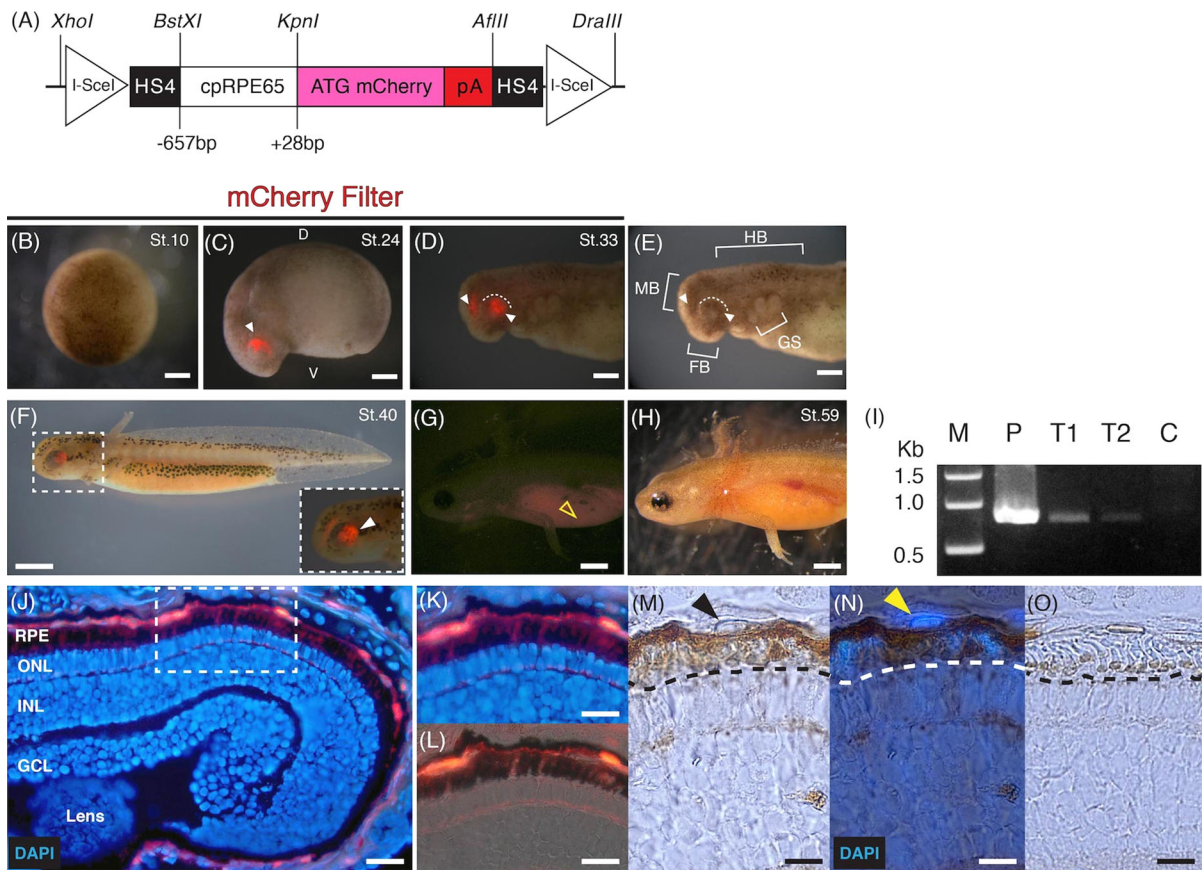 (A) XhoI BstXI KpnI AflII DraIII
I-SceI HS4 cpRPE65 ATG mCherry pA HS4 I-SceI
-657bp +28bp
mCherry Filter
(B) St.10 (C) D St.24 V (D) St.33 (E) HB MB GS FB
(F) St.40 (G) (H) St.59 (I)
Kb M P T1 T2 C
1.5
1.0
0.5
(J) (K) (M) (N) (O)
RPE
ONL
INL
(L)
GCL
Lens
DAPI DAPI